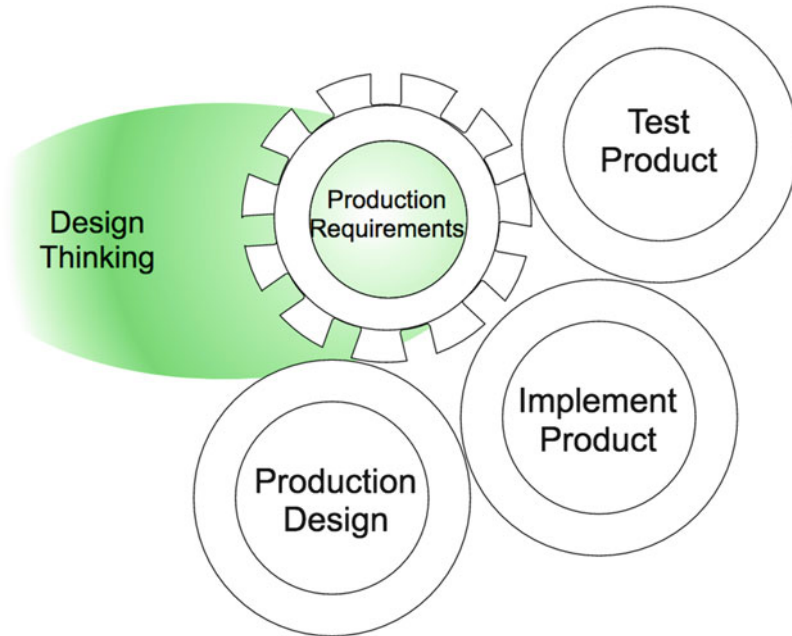 Design
Thinking
Production
Requirements
Test
Product
Implement
Product
Production
Design